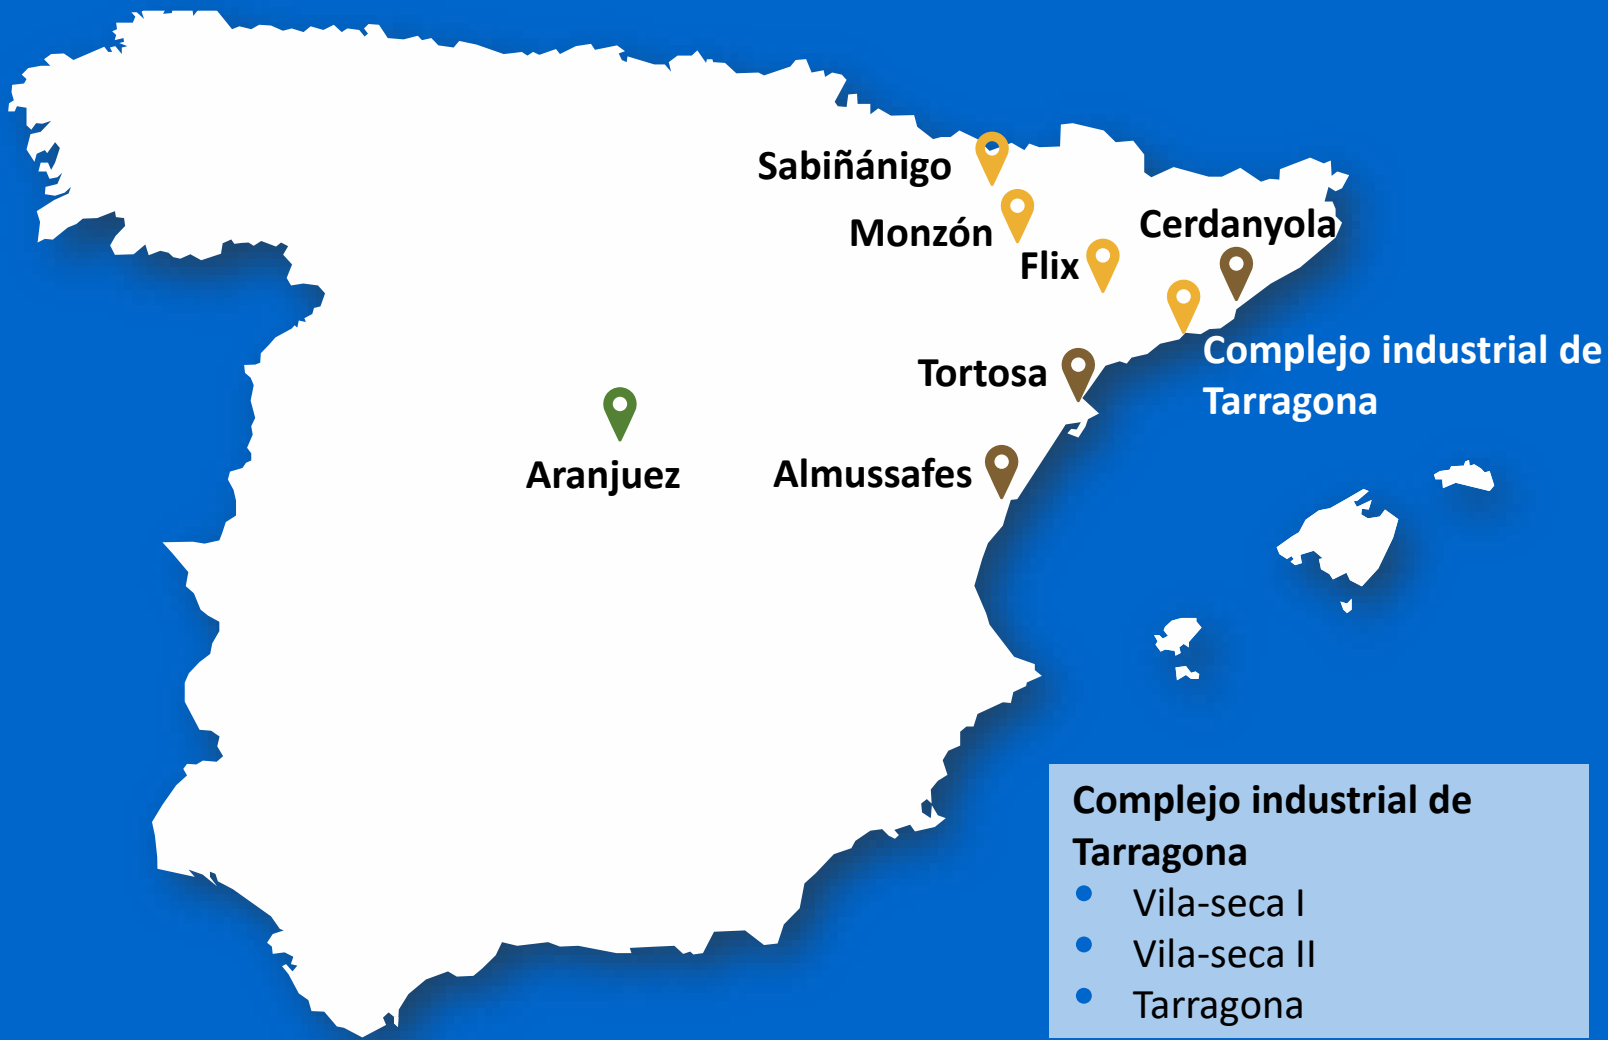 Sabiñánigo
Monzón
Cerdanyola
Flix
Complejo industrial de
Tarragona
Tortosa
Aranjuez
Almussafes
Complejo industrial de
Tarragona
• Vila-seca I
• Vila-seca II
• Tarragona